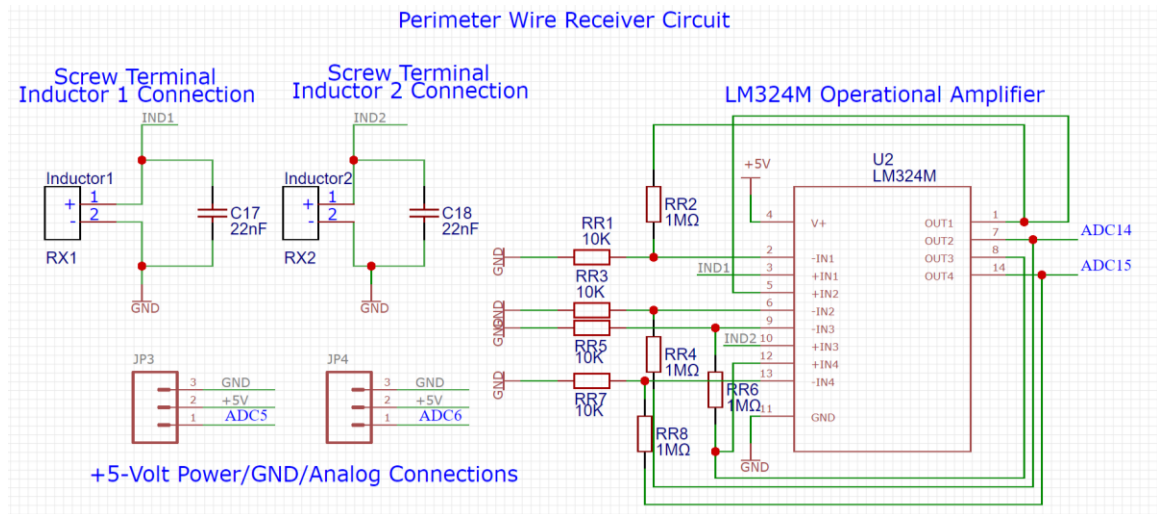 Perimeter Wire Receiver Circuit
Screw Terminal
Inductor 1 Connection
Screw Terminal
Inductor 2 Connection
LM324M Operational Amplifier
IND1
IND2
Inductor1
+ 1
- 2
RX1
C17
22nF
GND
Inductor2
+ 1
- 2
RX2
C18
22nF
GND
JP3
3 GND
2 +5V
1 ADC5
JP4
3 GND
2 +5V
1 ADC6
+5-Volt Power/GND/Analog Connections
U2
LM324M
+5V
RR2
1MΩ
RR1
10K
GND
RR3
10K
GND
GND
RR5
10K
RR4
1MΩ
RR6
1MΩ
GND
RR7
10K
RR8
1MΩ
IND1
IND2
GND
4 V+
2 -IN1
3 +IN1
5 +IN2
6 -IN2
9 -IN3
10 +IN3
12 +IN4
13 -IN4
11 GND
OUT1 1
OUT2 7
OUT3 8
OUT4 14
ADC14
ADC15